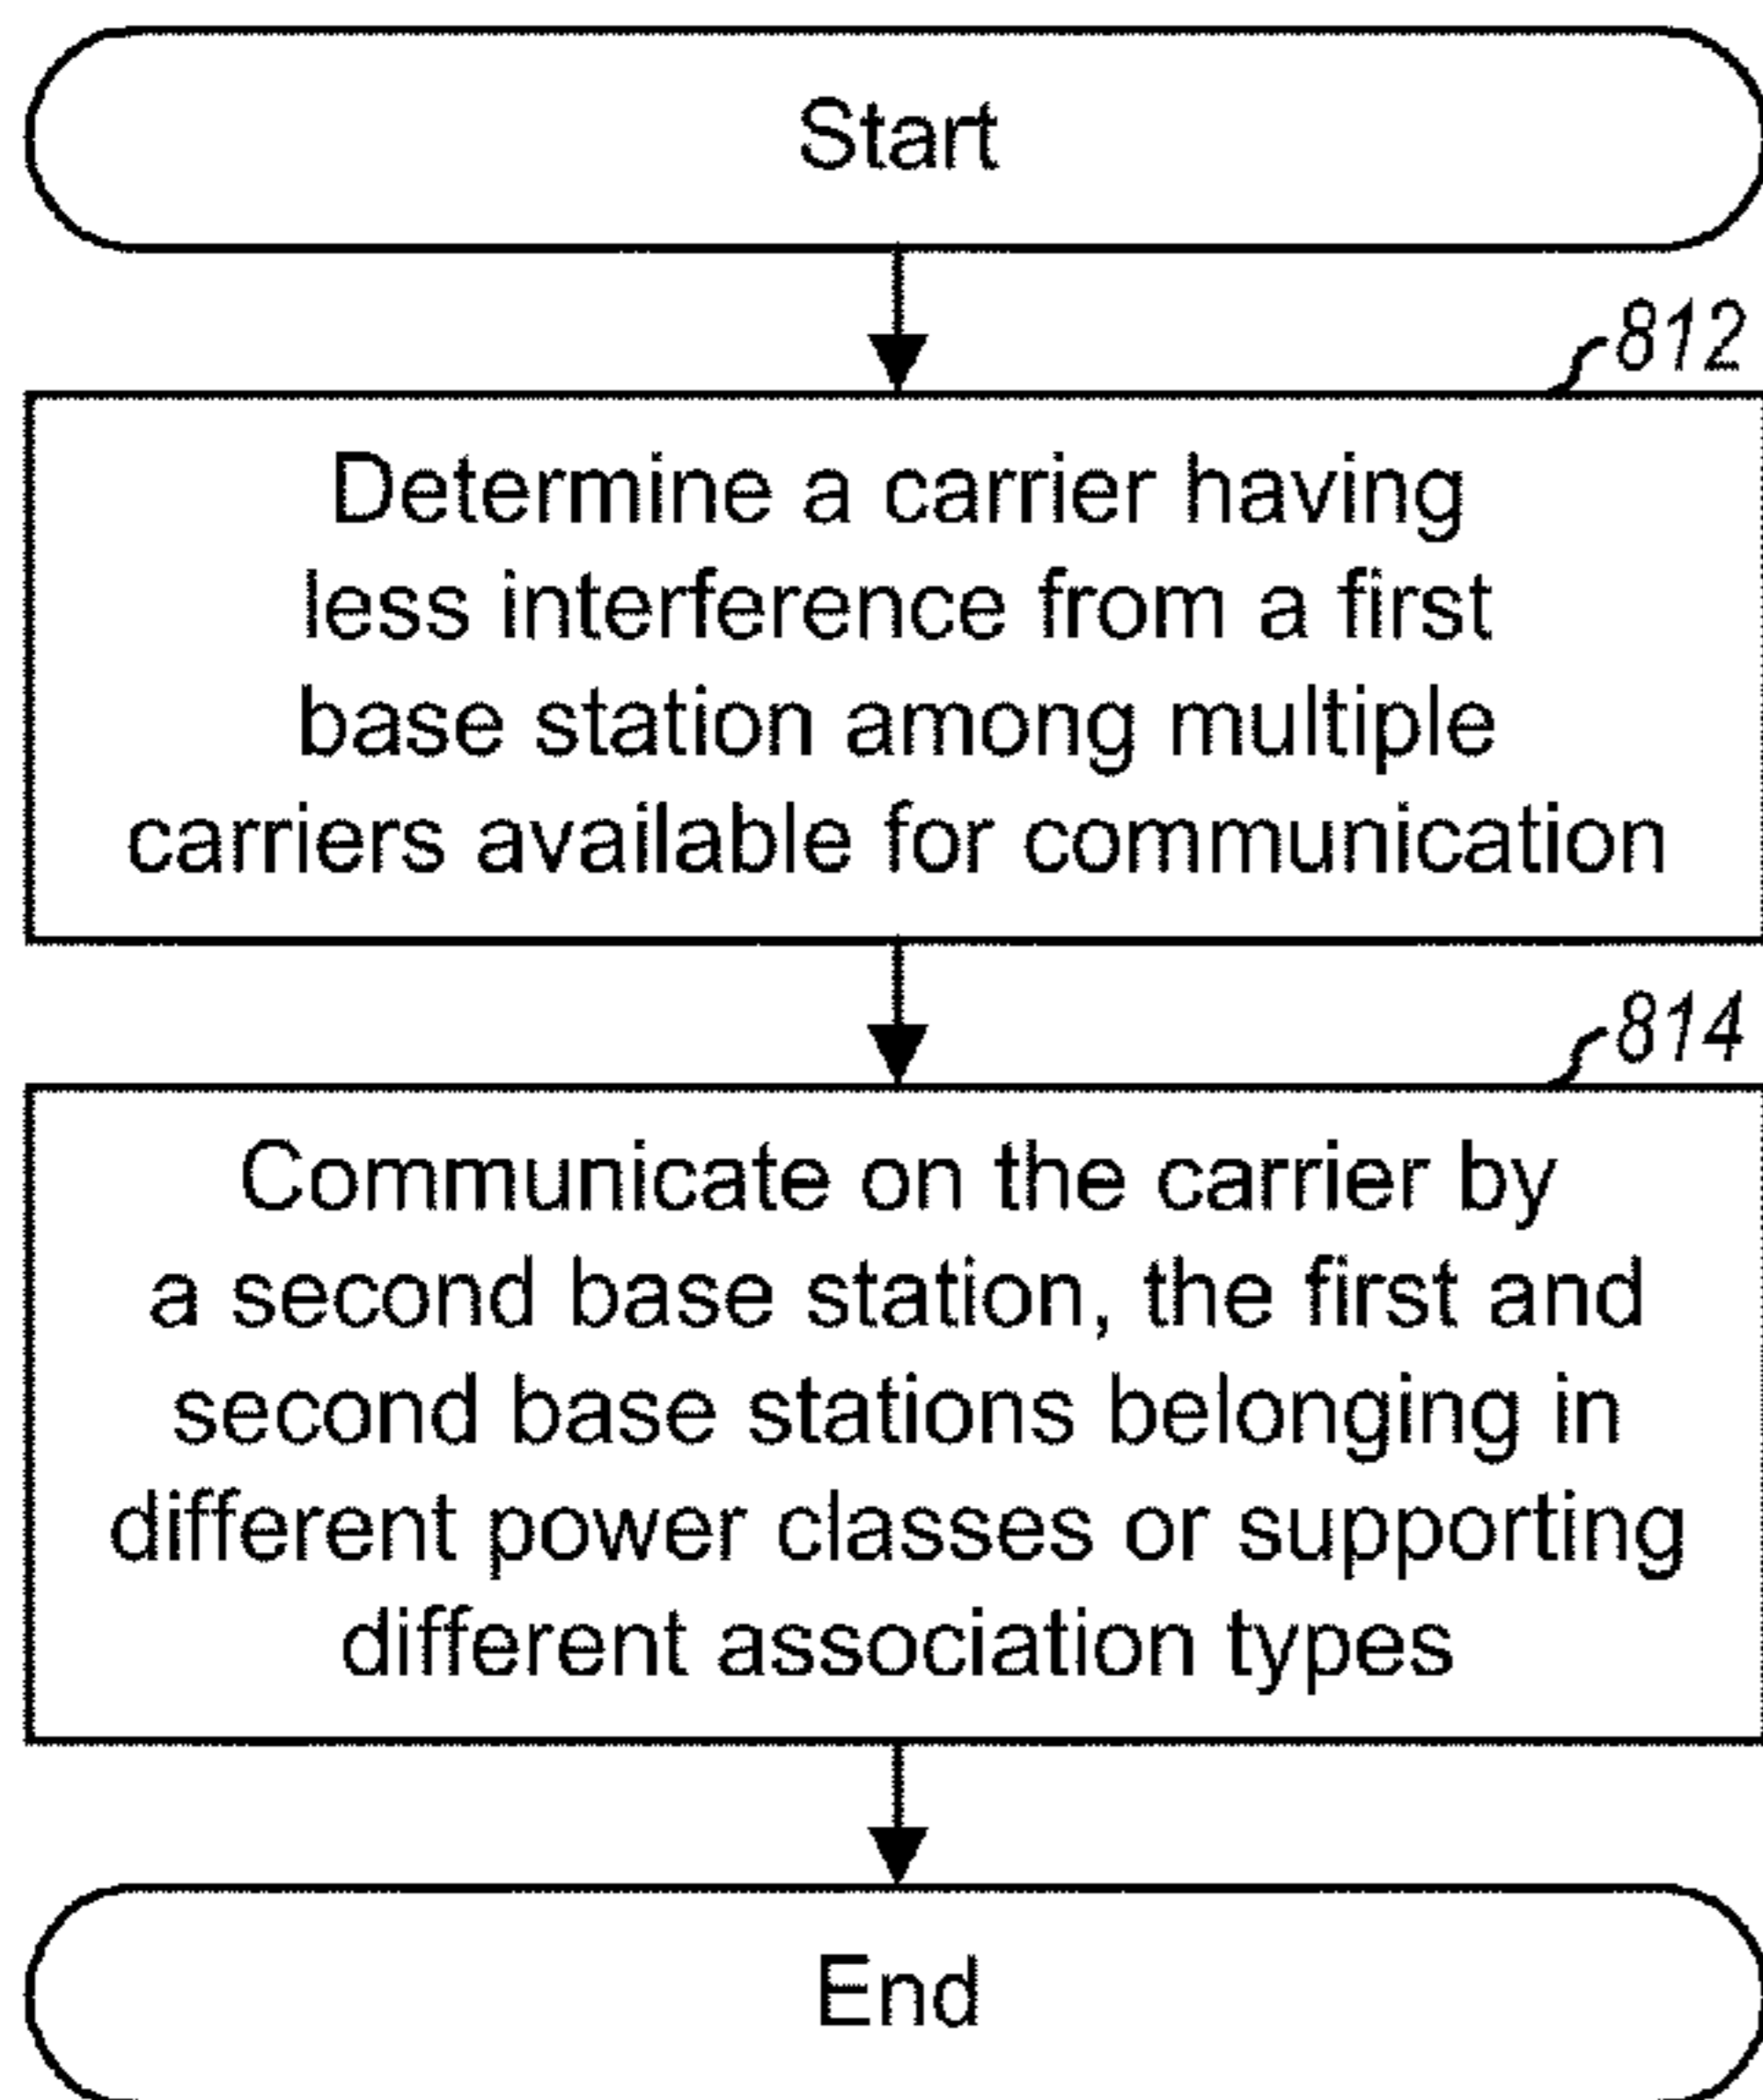 Start
812
Determine a carrier having
less interference from a first
base station among multiple
carriers available for communication
814
Communicate on the carrier by
a second base station, the first and
second base stations belonging in
different power classes or supporting
different association types
End